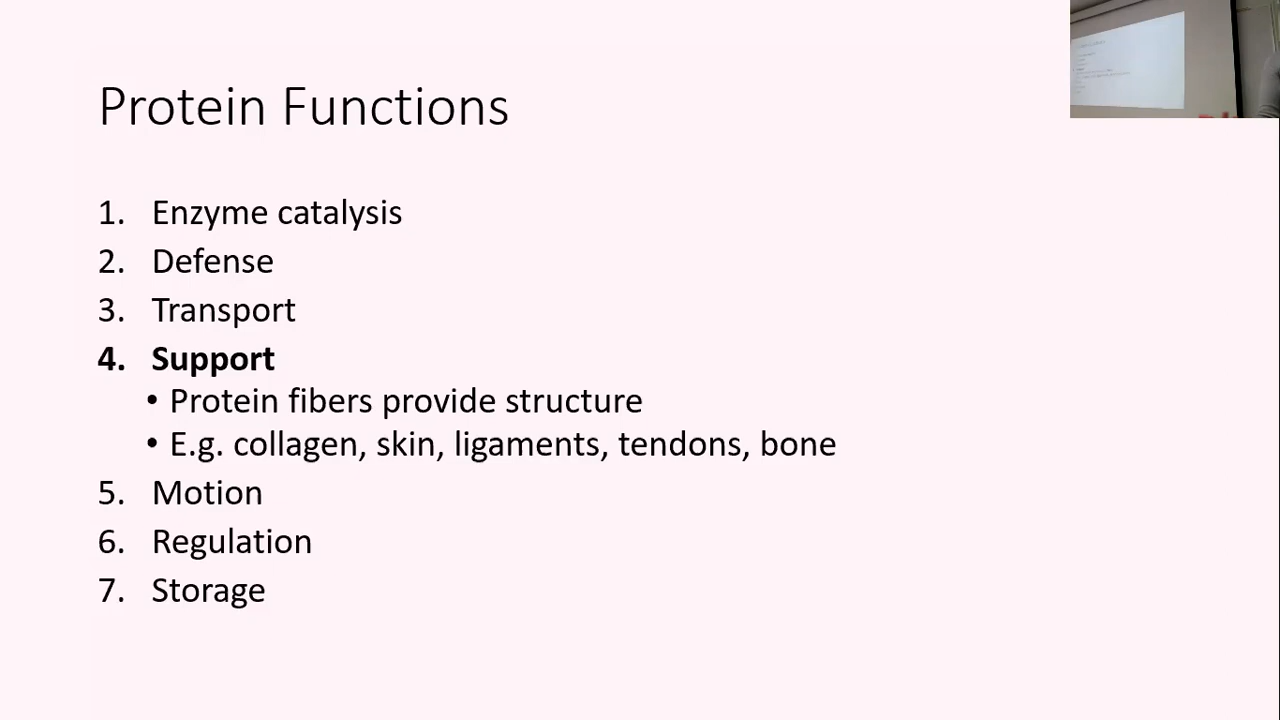 Protein Functions
1. Enzyme catalysis
2. Defense
3. Transport
4. Support
• Protein fibers provide structure
• E.g. collagen, skin, ligaments, tendons, bone
5. Motion
6. Regulation
7. Storage